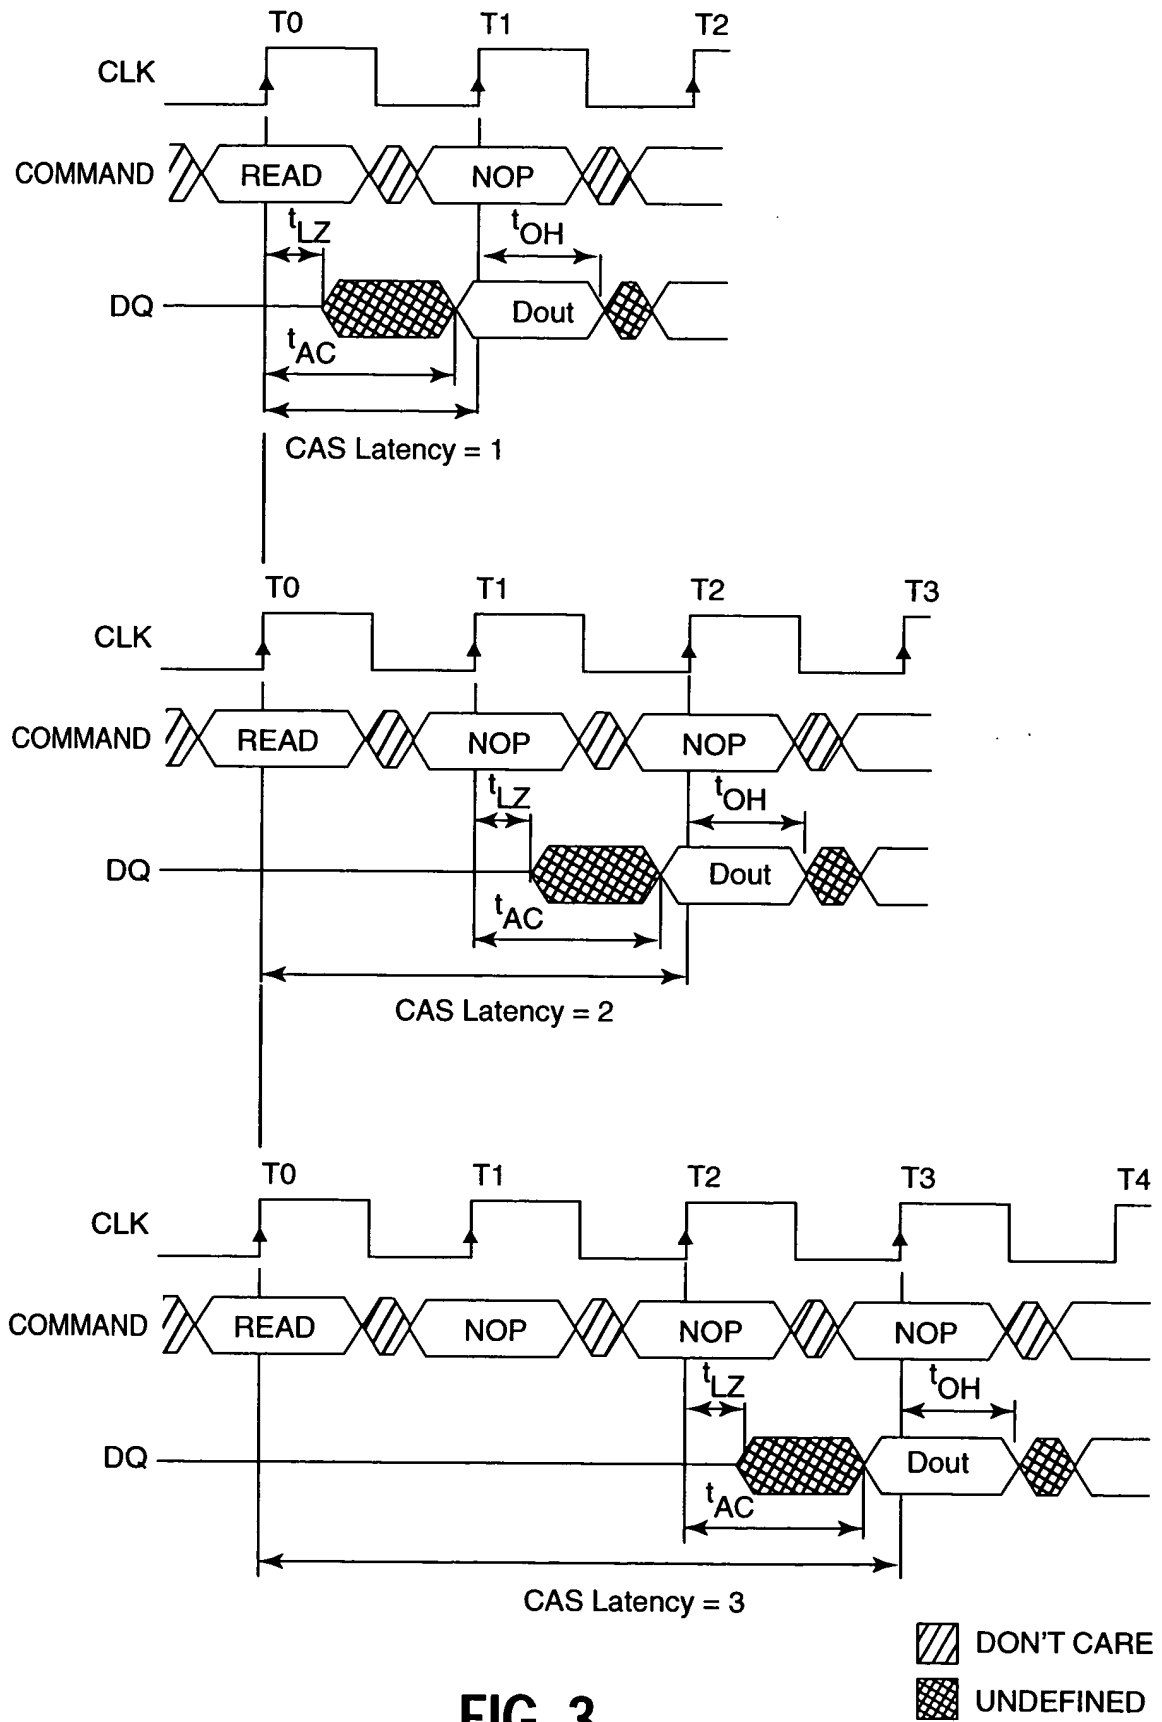 T0 T1 T2
CLK
COMMAND READ NOP
tLZ tOH
DQ Dout
tAC
CAS Latency = 1
T0 T1 T2 T3
CLK
COMMAND READ NOP NOP
tLZ tOH
DQ Dout
tAC
CAS Latency = 2
T0 T1 T2 T3 T4
CLK
COMMAND READ NOP NOP NOP
tLZ tOH
DQ Dout
tAC
CAS Latency = 3
DON'T CARE
UNDEFINED
FIG. 3